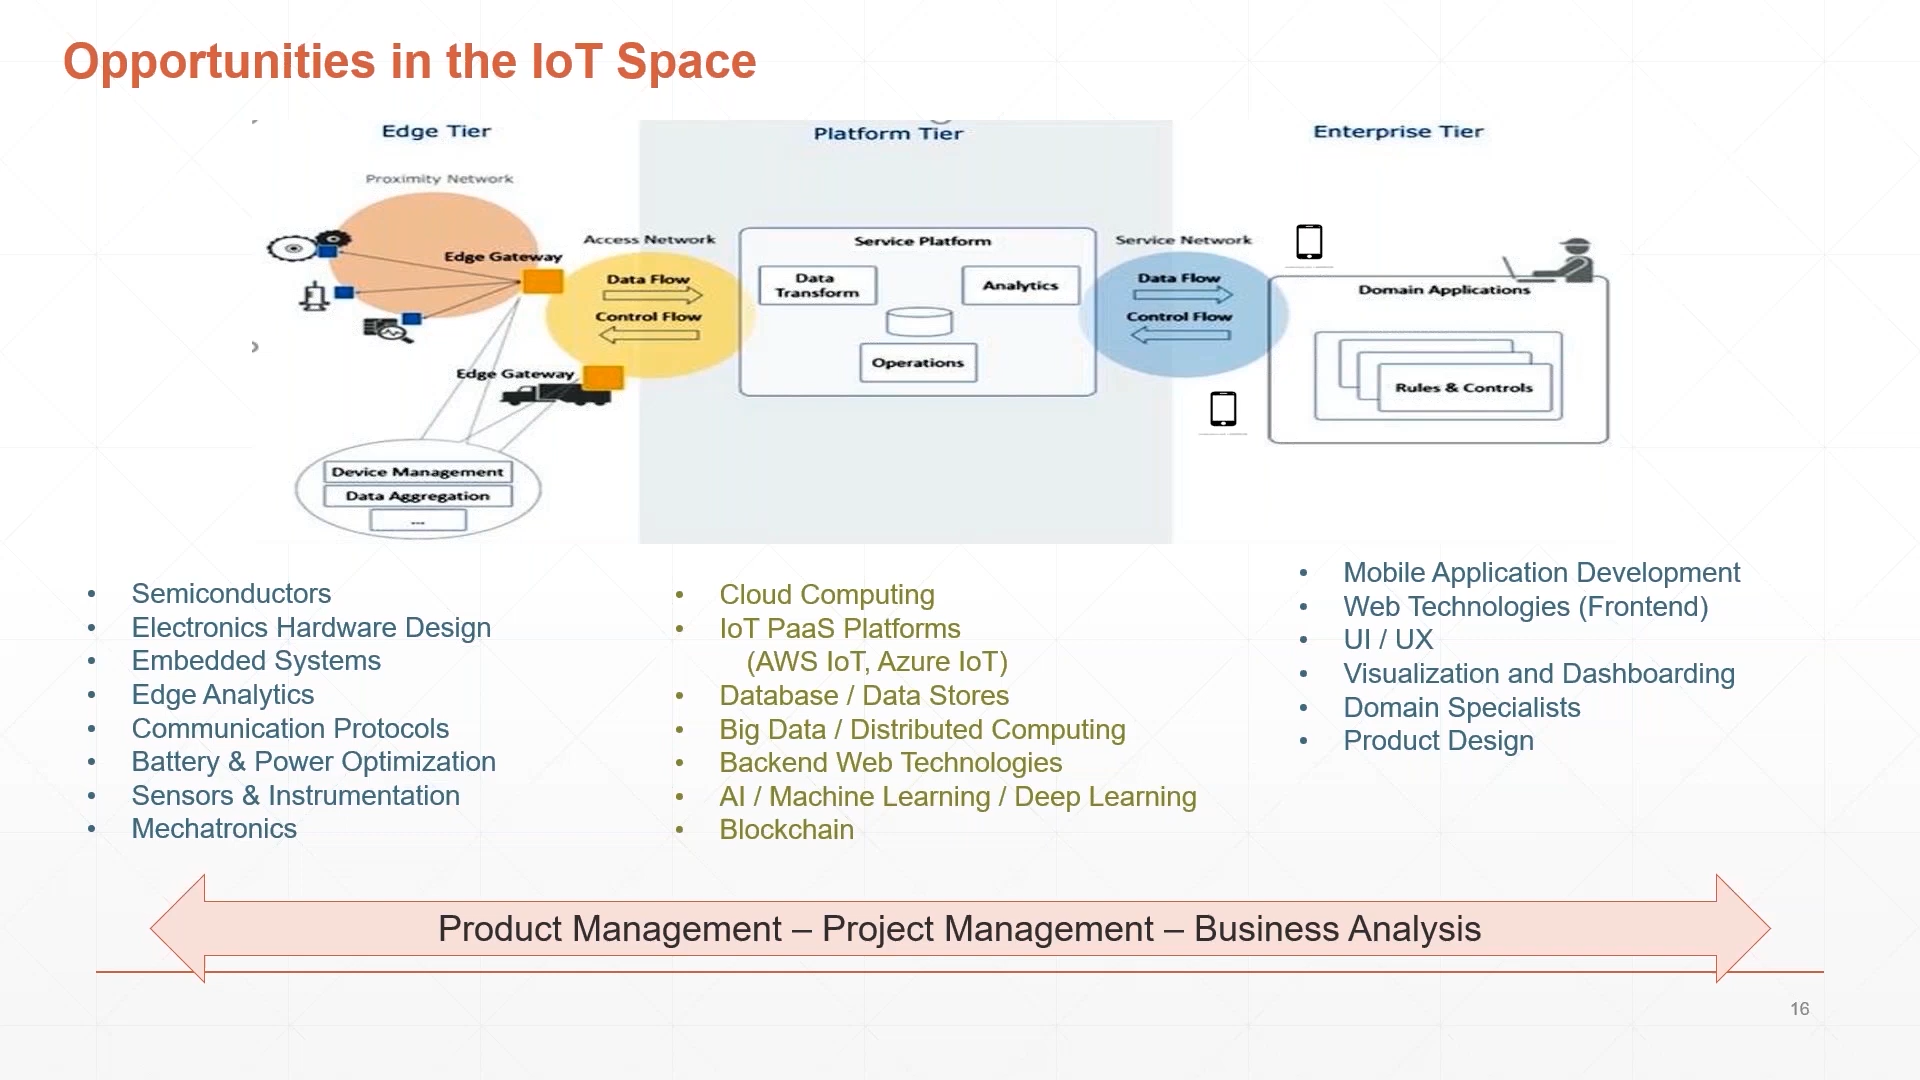 Opportunities in the IoT Space
Edge Tier
Platform Tier
Enterprise Tier
Proximity Network
Edge Gateway
Access Network
Data Flow
Control Flow
Edge Gateway
Device Management
Data Aggregation
...
Service Platform
Data
Transform
Analytics
Operations
Service Network
Data Flow
Control Flow
Domain Applications
Rules & Controls
• Semiconductors
• Electronics Hardware Design
• Embedded Systems
• Edge Analytics
• Communication Protocols
• Battery & Power Optimization
• Sensors & Instrumentation
• Mechatronics
• Cloud Computing
• IoT PaaS Platforms
(AWS IoT, Azure IoT)
• Database / Data Stores
• Big Data / Distributed Computing
• Backend Web Technologies
• AI / Machine Learning / Deep Learning
• Blockchain
• Mobile Application Development
• Web Technologies (Frontend)
• UI / UX
• Visualization and Dashboarding
• Domain Specialists
• Product Design
Product Management – Project Management – Business Analysis
16